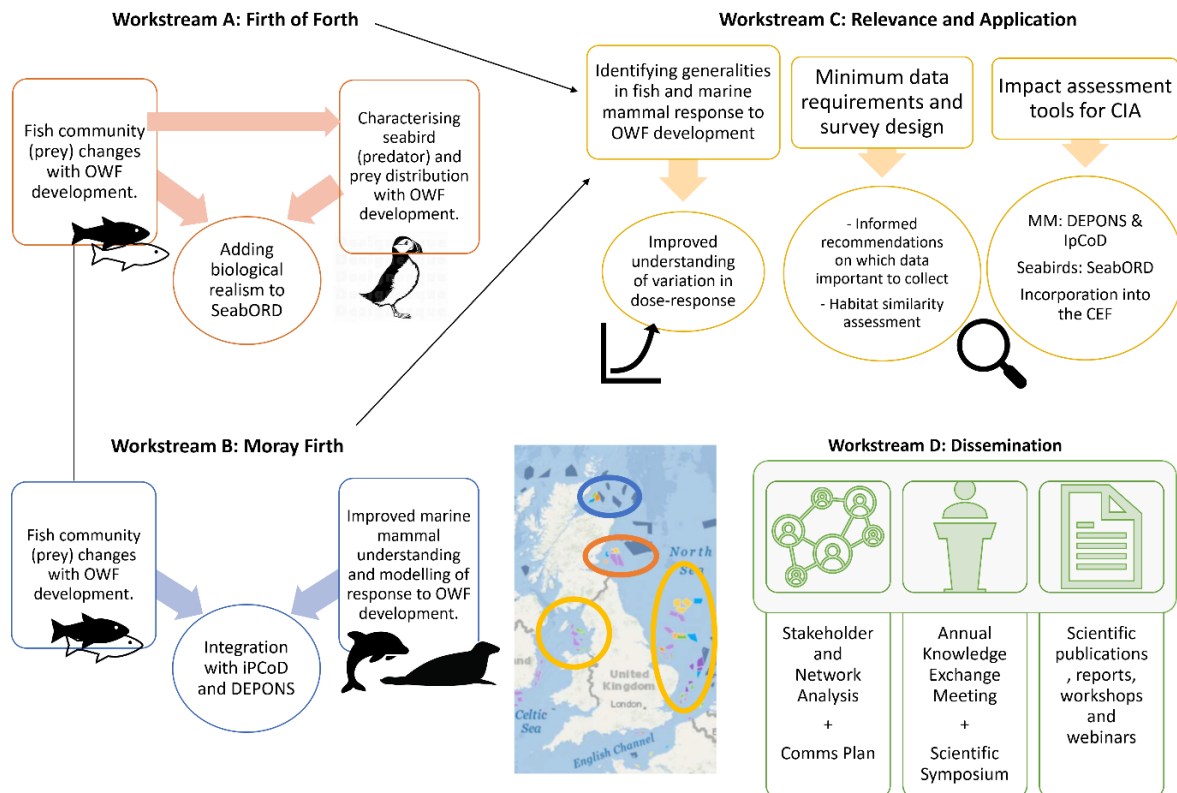 Workstream A: Firth of Forth
Fish community
(prey) changes
with OWF
development.
Characterising
seabird
(predator) and
prey distribution
with OWF
development.
Adding
biological
realism to
SeabORD
Workstream B: Moray Firth
Fish community
(prey) changes
with OWF
development.
Improved marine
mammal
understanding
and modelling of
response to OWF
development.
Integration
with iPCoD
and DEPONS
Workstream C: Relevance and Application
Identifying generalities
in fish and marine
mammal response to
OWF development
Minimum data
requirements and
survey design
Impact assessment
tools for CIA
Improved
understanding
of variation in
dose-response
- Informed
recommendations
on which data
important to collect
- Habitat similarity
assessment
MM: DEPONS &
IpCoD
Seabirds: SeabORD
Incorporation into
the CEF
North
Sea
United
Kingdom
London
Celtic
Sea
English Channel
Workstream D: Dissemination
Stakeholder
and
Network
Analysis
+
Comms Plan
Annual
Knowledge
Exchange
Meeting
+
Scientific
Symposium
Scientific
publications
, reports,
workshops
and
webinars